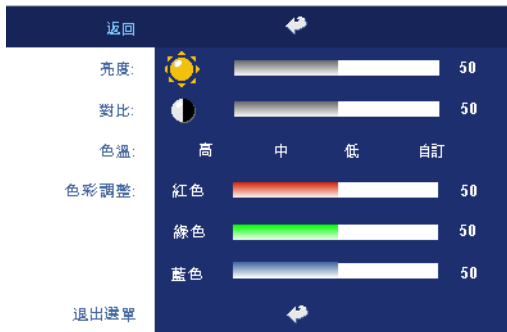 返回
亮度: 50
對比: 50
色溫: 高 中 低 自訂
色彩調整: 紅色 50
綠色 50
藍色 50
退出選單